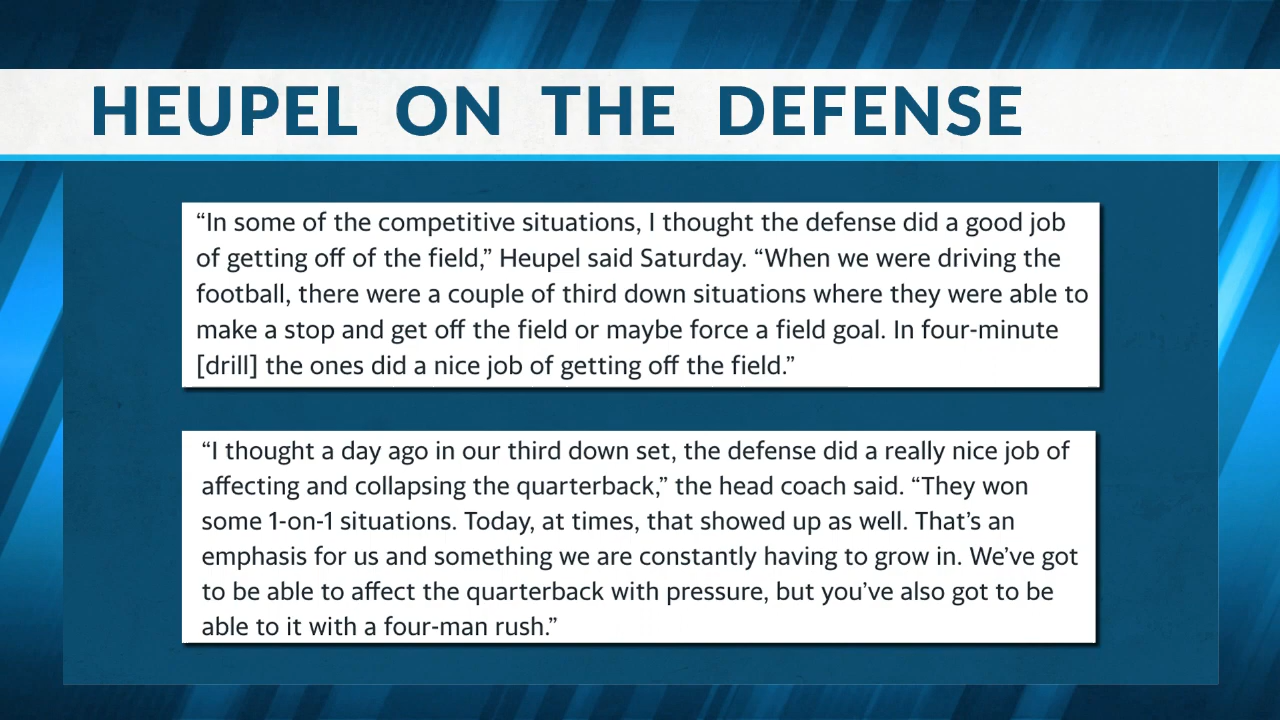 HEUPEL ON THE DEFENSE
“In some of the competitive situations, I thought the defense did a good job
of getting off of the field,” Heupel said Saturday. “When we were driving the
football, there were a couple of third down situations where they were able to
make a stop and get off the field or maybe force a field goal. In four-minute
[drill] the ones did a nice job of getting off the field.”
“I thought a day ago in our third down set, the defense did a really nice job of
affecting and collapsing the quarterback,” the head coach said. “They won
some 1-on-1 situations. Today, at times, that showed up as well. That’s an
emphasis for us and something we are constantly having to grow in. We’ve got
to be able to affect the quarterback with pressure, but you’ve also got to be
able to it with a four-man rush.”